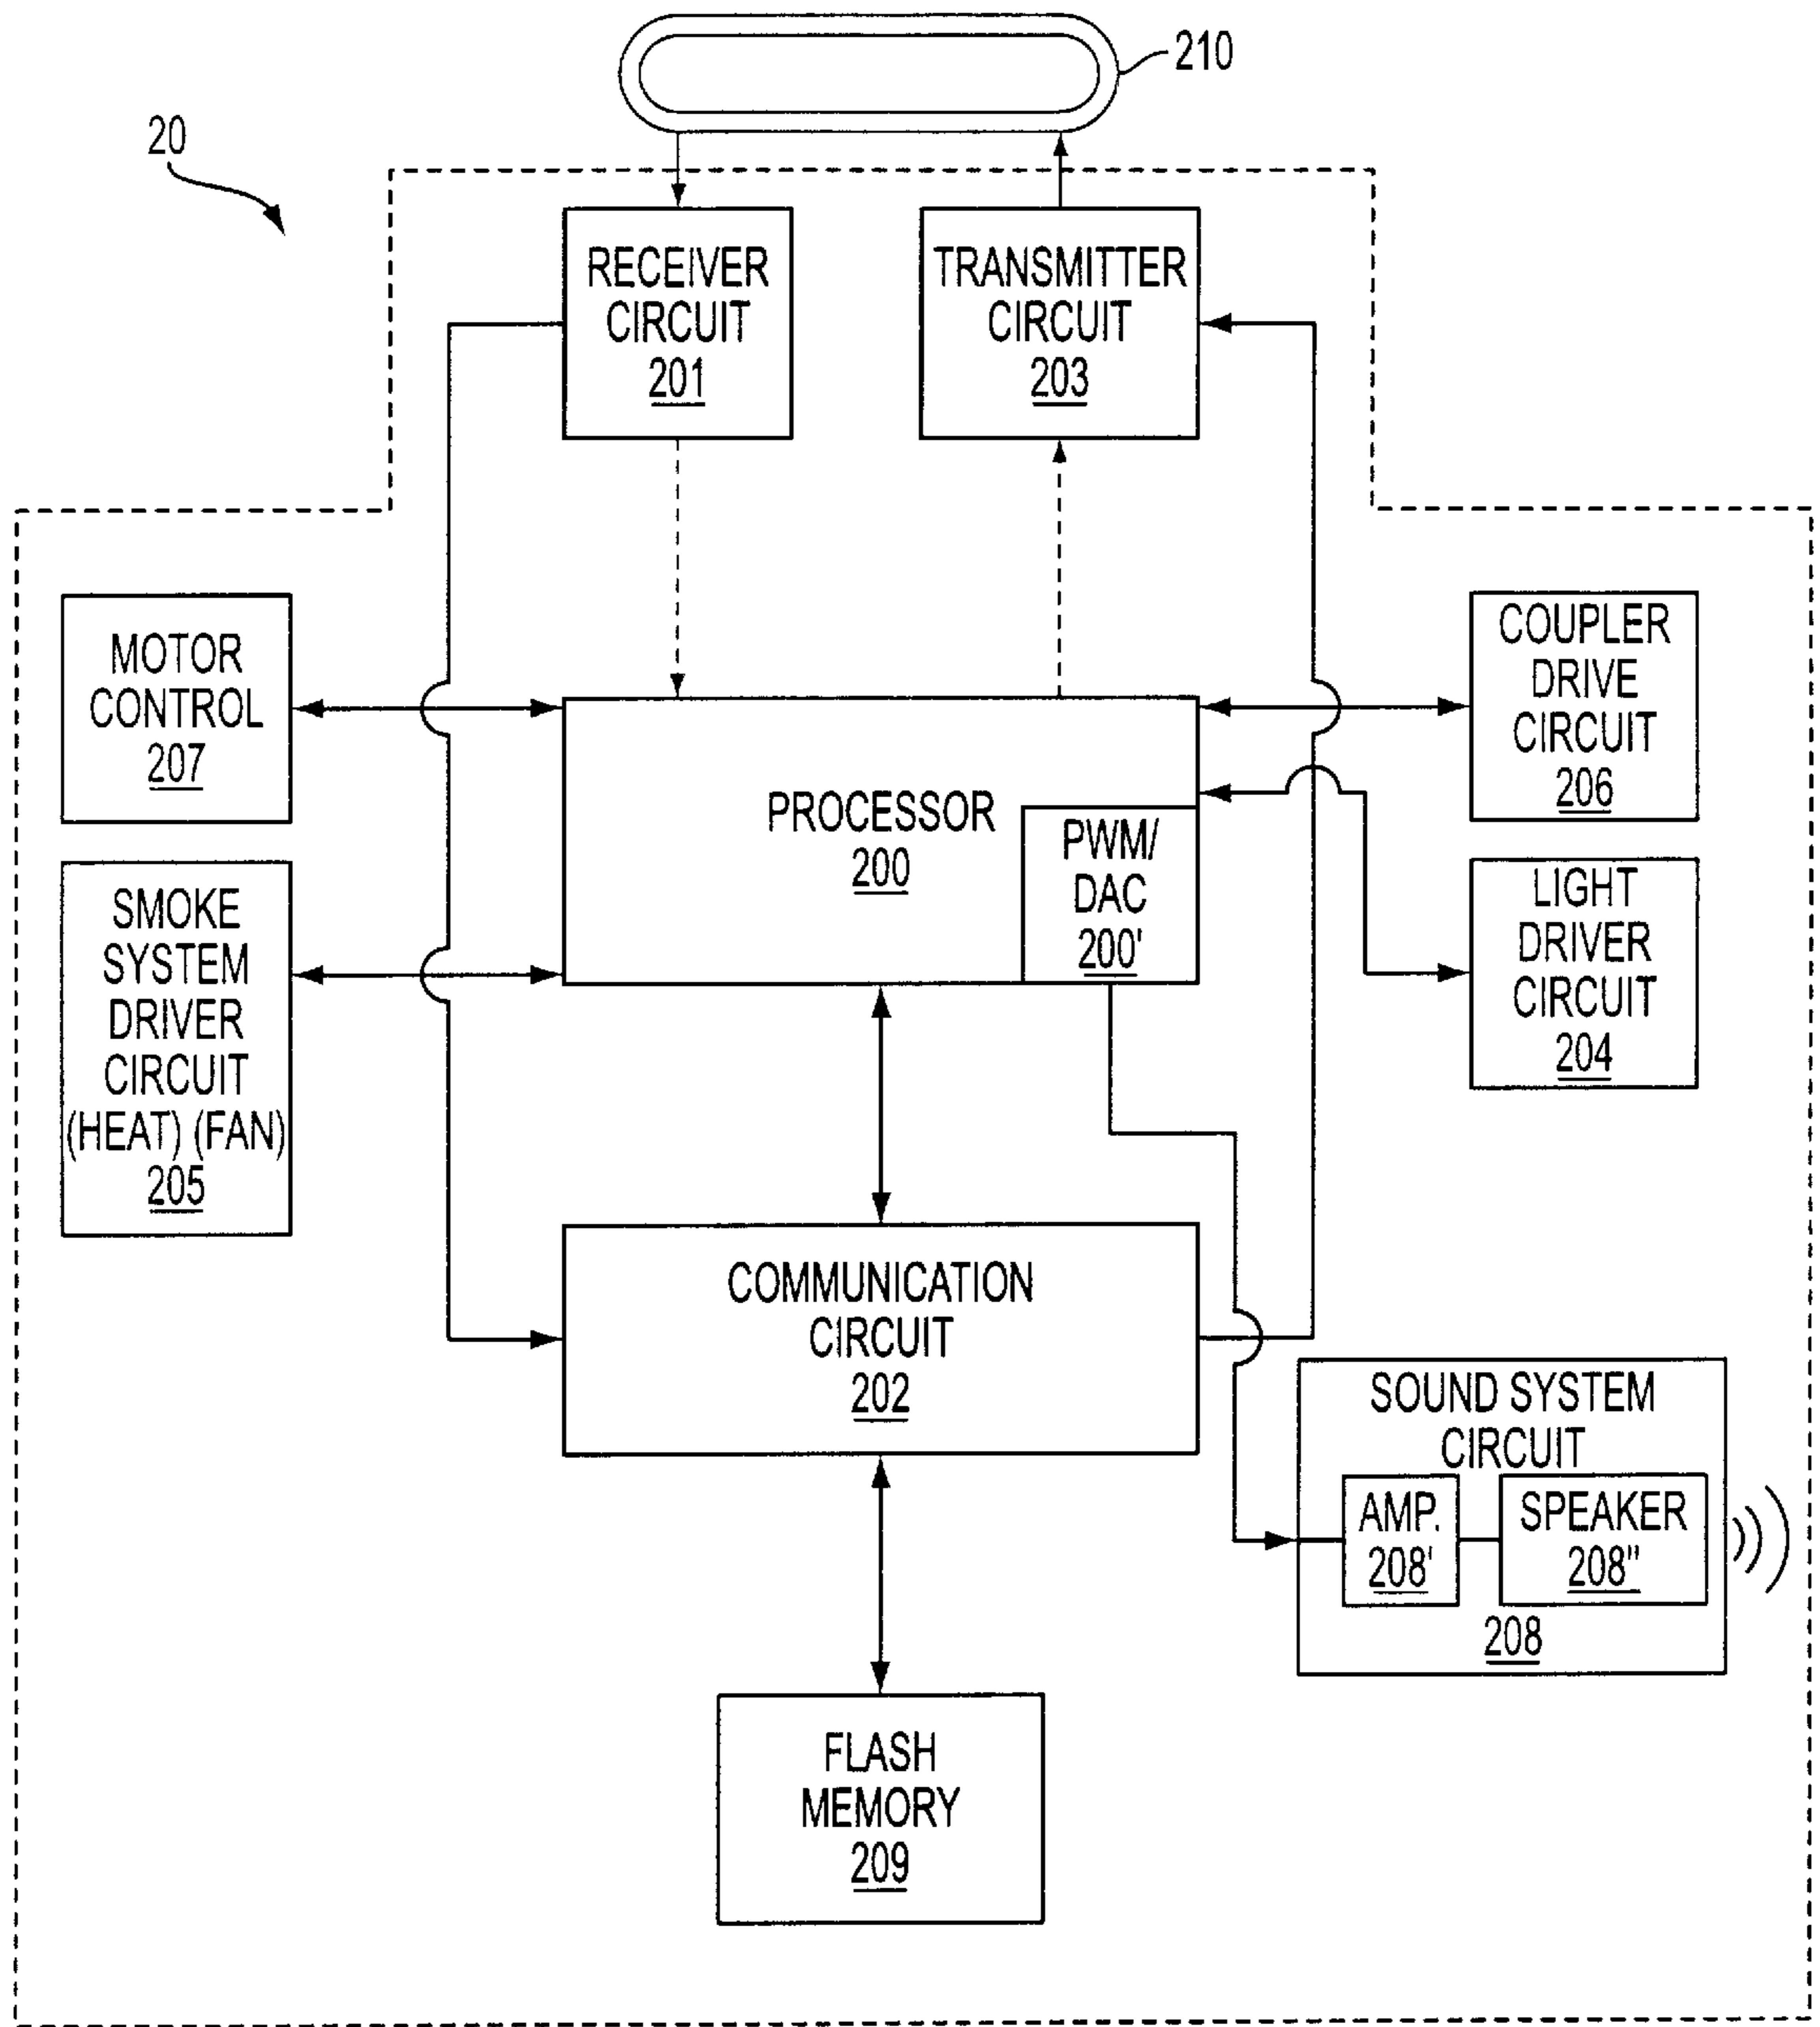 210
20
RECEIVER
CIRCUIT
201
TRANSMITTER
CIRCUIT
203
MOTOR
CONTROL
207
COUPLER
DRIVE
CIRCUIT
206
PROCESSOR
200
PWM/
DAC
200'
SMOKE
SYSTEM
DRIVER
CIRCUIT
(HEAT) (FAN)
205
LIGHT
DRIVER
CIRCUIT
204
COMMUNICATION
CIRCUIT
202
SOUND SYSTEM
CIRCUIT
AMP.
208'
SPEAKER
208"
208
FLASH
MEMORY
209